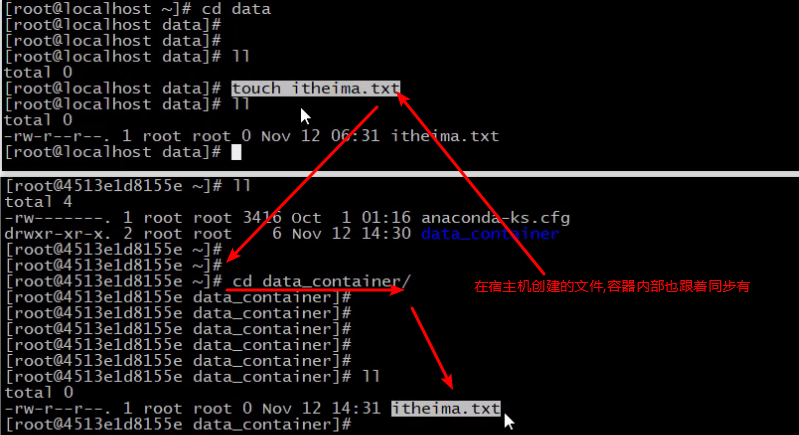 [root@localhost ~]# cd data
[root@localhost data]#
[root@localhost data]#
[root@localhost data]# ll
total 0
[root@localhost data]# touch itheima.txt
[root@localhost data]# ll
total 0
-rw-r--r--. 1 root root 0 Nov 12 06:31 itheima.txt
[root@localhost data]#
[root@4513e1d8155e ~]# ll
total 4
-rw-------. 1 root root 3416 Oct  1 01:16 anaconda-ks.cfg
drwxr-xr-x. 2 root root    6 Nov 12 14:30 data_container
[root@4513e1d8155e ~]#
[root@4513e1d8155e ~]#
[root@4513e1d8155e ~]# cd data_container/
在宿主机创建的文件,容器内部也跟着同步有
[root@4513e1d8155e data_container]#
[root@4513e1d8155e data_container]#
[root@4513e1d8155e data_container]#
[root@4513e1d8155e data_container]#
[root@4513e1d8155e data_container]# ll
total 0
-rw-r--r--. 1 root root 0 Nov 12 14:31 itheima.txt
[root@4513e1d8155e data_container]#